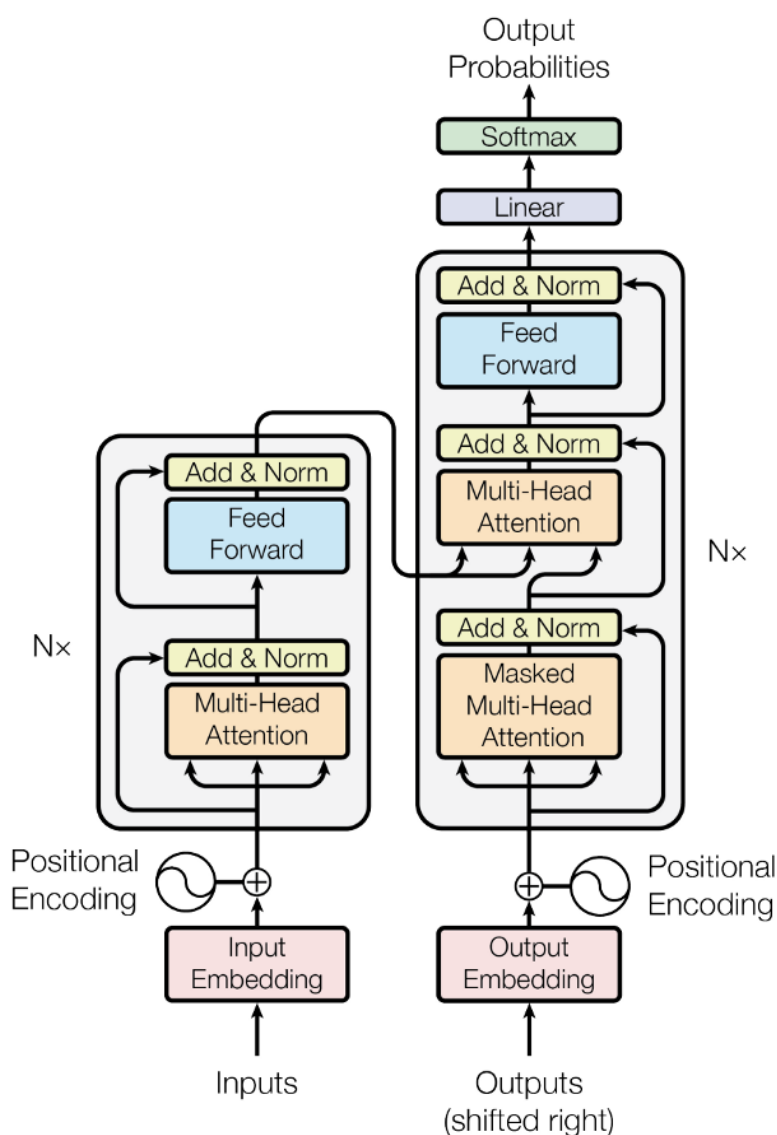 Output
Probabilities
Softmax
Linear
Add & Norm
Feed
Forward
Add & Norm
Multi-Head
Attention
Add & Norm
Masked
Multi-Head
Attention
Nx
Add & Norm
Feed
Forward
Add & Norm
Multi-Head
Attention
Nx
Positional
Encoding
Positional
Encoding
Input
Embedding
Output
Embedding
Inputs
Outputs
(shifted right)